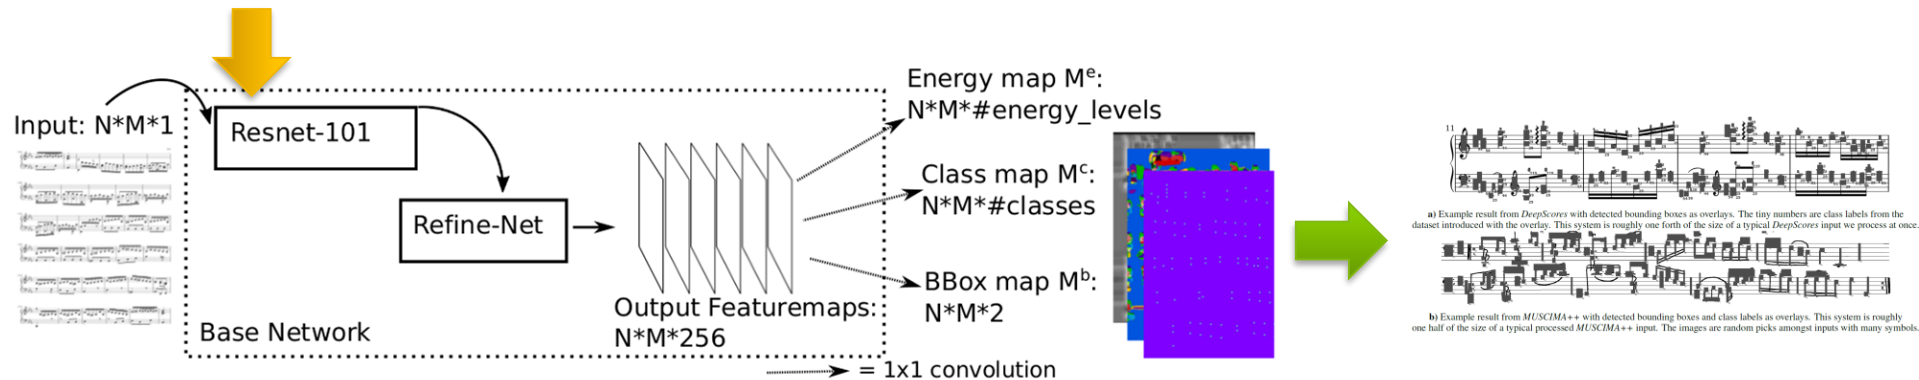 Input: N*M*1
Resnet-101
Refine-Net
Base Network
Output Featuremaps:
N*M*256
Energy map Mᵉ:
N*M*#energy_levels
Class map Mᶜ:
N*M*#classes
BBox map Mᵇ:
N*M*2
= 1x1 convolution
11
a) Example result from DeepScores with detected bounding boxes as overlays. The tiny numbers are class labels from the
dataset introduced with the overlay. This system is roughly one forth of the size of a typical DeepScores input we process at once.
b) Example result from MUSCIMA++ with detected bounding boxes and class labels as overlays. This system is roughly
one half of the size of a typical processed MUSCIMA++ input. The images are random picks amongst inputs with many symbols.